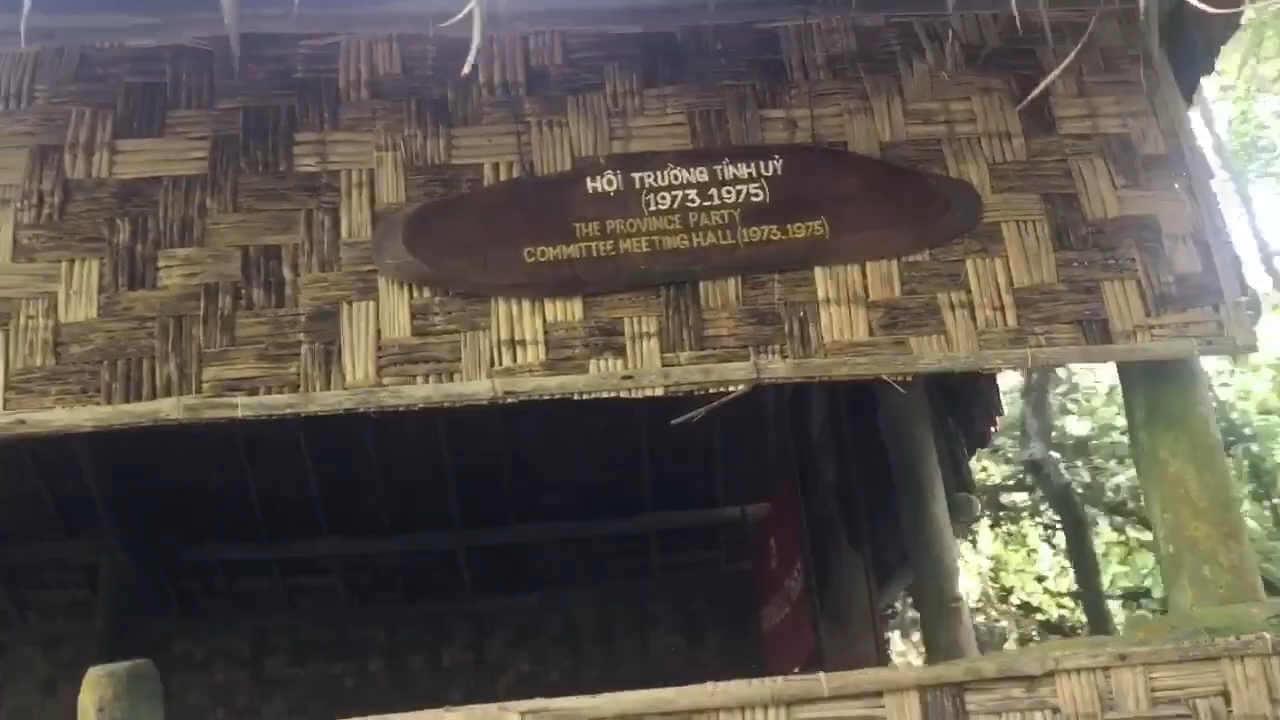 HỘI TRƯỜNG TỈNH UỶ
(1973-1975)
THE PROVINCE PARTY
COMMITTEE MEETING HALL (1973-1975)